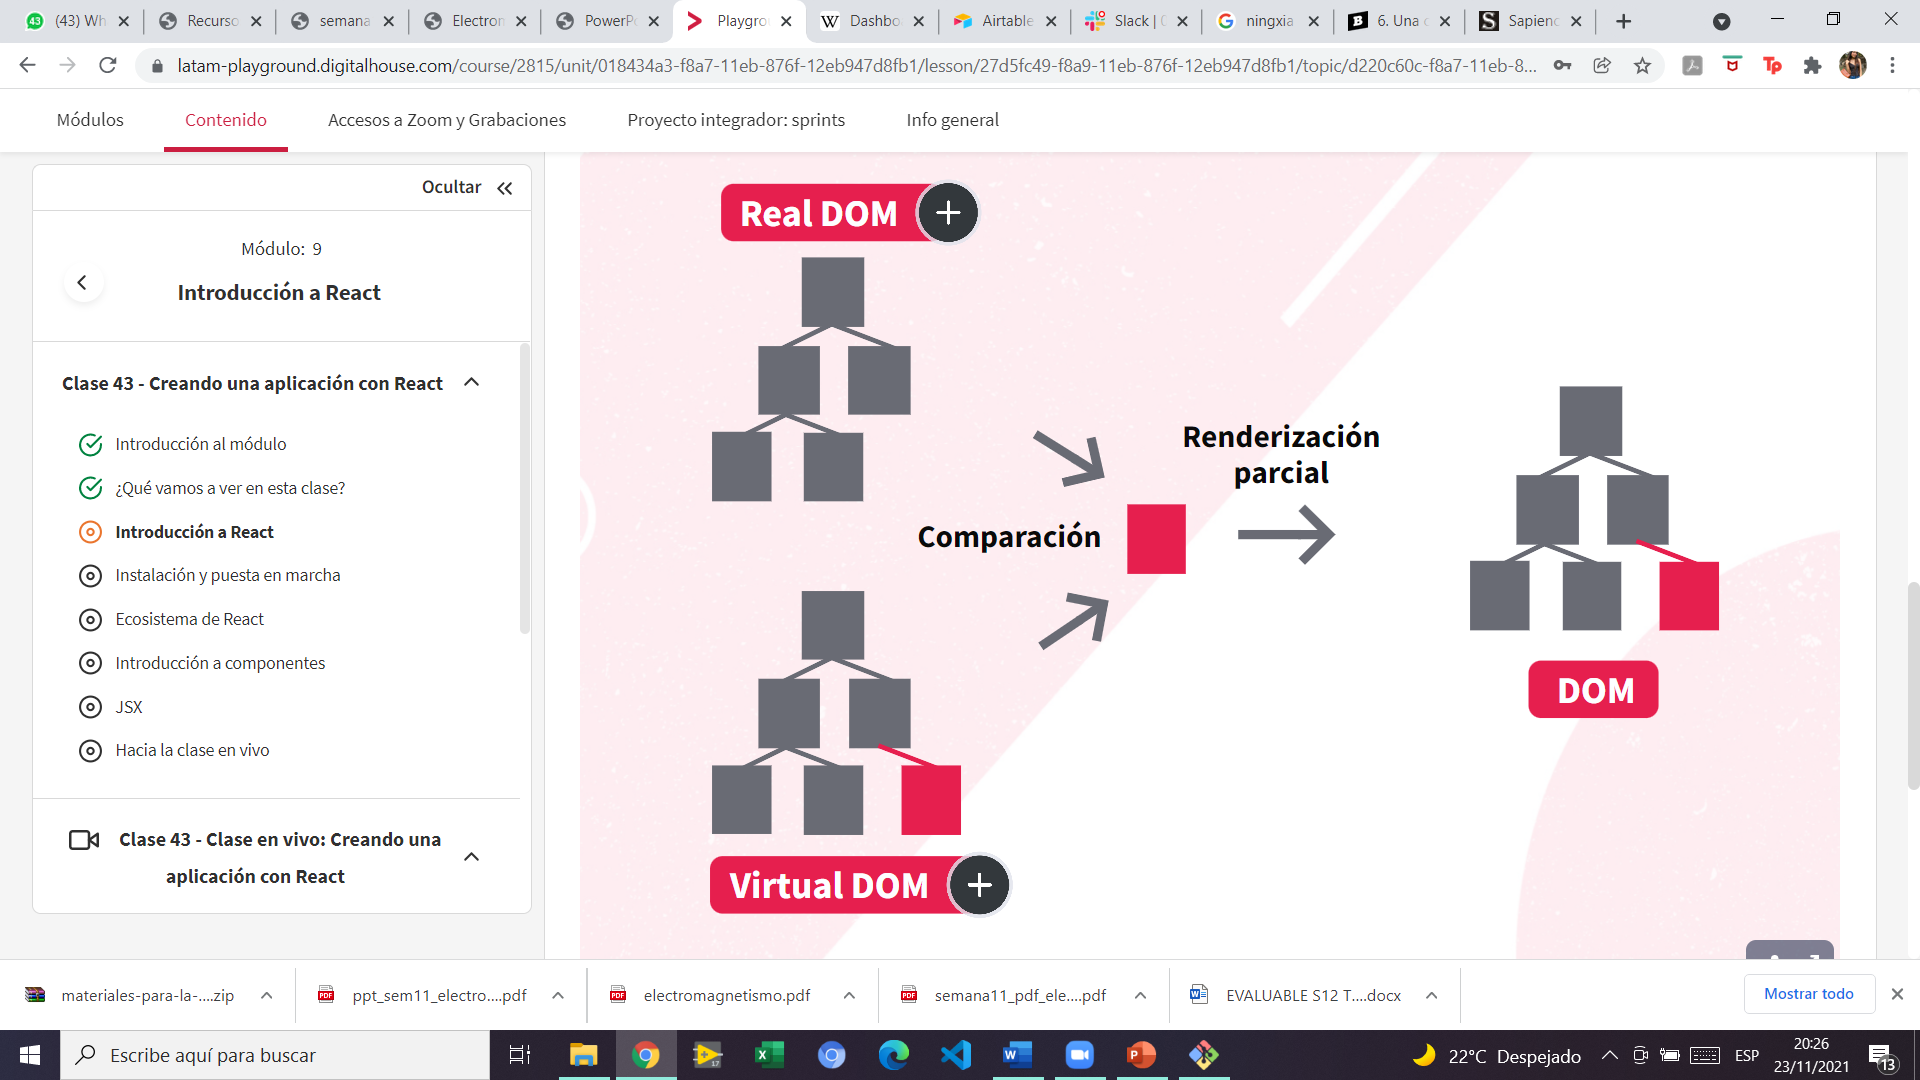 (43) Wh
Recurso
semana
Electron
PowerPo
Playgro
Dashbo
Airtable
Slack |
ningxia
6. Una c
Sapienc
latam-playground.digitalhouse.com/course/2815/unit/018434a3-f8a7-11eb-876f-12eb947d8fb1/lesson/27d5fc49-f8a9-11eb-876f-12eb947d8fb1/topic/d220c60c-f8a7-11eb-8...
Módulos
Contenido
Accesos a Zoom y Grabaciones
Proyecto integrador: sprints
Info general
Ocultar
Módulo: 9
Introducción a React
Clase 43 - Creando una aplicación con React
Introducción al módulo
¿Qué vamos a ver en esta clase?
Introducción a React
Instalación y puesta en marcha
Ecosistema de React
Introducción a componentes
JSX
Hacia la clase en vivo
Clase 43 - Clase en vivo: Creando una
aplicación con React
Real DOM
Comparación
Renderización
parcial
Virtual DOM
DOM
materiales-para-la-....zip
ppt_sem11_electro....pdf
electromagnetismo.pdf
semana11_pdf_ele....pdf
EVALUABLE S12 T....docx
Mostrar todo
Escribe aquí para buscar
22°C Despejado
ESP
20:26
23/11/2021
13